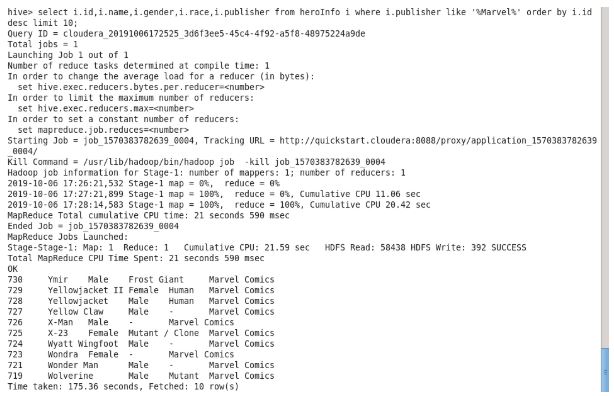 hive> select i.id,i.name,i.gender,i.race,i.publisher from heroInfo i where i.publisher like '%Marvel%' order by i.id
desc limit 10;
Query ID = cloudera_20191006172525_3d6f3ee5-45c4-4f92-a5f8-48975224a9de
Total jobs = 1
Launching Job 1 out of 1
Number of reduce tasks determined at compile time: 1
In order to change the average load for a reducer (in bytes):
  set hive.exec.reducers.bytes.per.reducer=<number>
In order to limit the maximum number of reducers:
  set hive.exec.reducers.max=<number>
In order to set a constant number of reducers:
  set mapreduce.job.reduces=<number>
Starting Job = job_1570383782639_0004, Tracking URL = http://quickstart.cloudera:8088/proxy/application_1570383782639
_0004/
Kill Command = /usr/lib/hadoop/bin/hadoop job  -kill job_1570383782639_0004
Hadoop job information for Stage-1: number of mappers: 1; number of reducers: 1
2019-10-06 17:26:21,532 Stage-1 map = 0%,  reduce = 0%
2019-10-06 17:27:21,899 Stage-1 map = 100%,  reduce = 0%, Cumulative CPU 11.06 sec
2019-10-06 17:28:14,583 Stage-1 map = 100%,  reduce = 100%, Cumulative CPU 20.42 sec
MapReduce Total cumulative CPU time: 21 seconds 590 msec
Ended Job = job_1570383782639_0004
MapReduce Jobs Launched:
Stage-Stage-1: Map: 1  Reduce: 1   Cumulative CPU: 21.59 sec   HDFS Read: 58438 HDFS Write: 392 SUCCESS
Total MapReduce CPU Time Spent: 21 seconds 590 msec
OK
730	Ymir	Male	Frost Giant	Marvel Comics
729	Yellowjacket II	Female	Human	Marvel Comics
728	Yellowjacket	Male	Human	Marvel Comics
727	Yellow Claw	Male	-	Marvel Comics
726	X-Man	Male	-	Marvel Comics
725	X-23	Female	Mutant / Clone	Marvel Comics
724	Wyatt Wingfoot	Male	-	Marvel Comics
723	Wondra	Female	-	Marvel Comics
721	Wonder Man	Male	-	Marvel Comics
719	Wolverine	Male	Mutant	Marvel Comics
Time taken: 175.36 seconds, Fetched: 10 row(s)